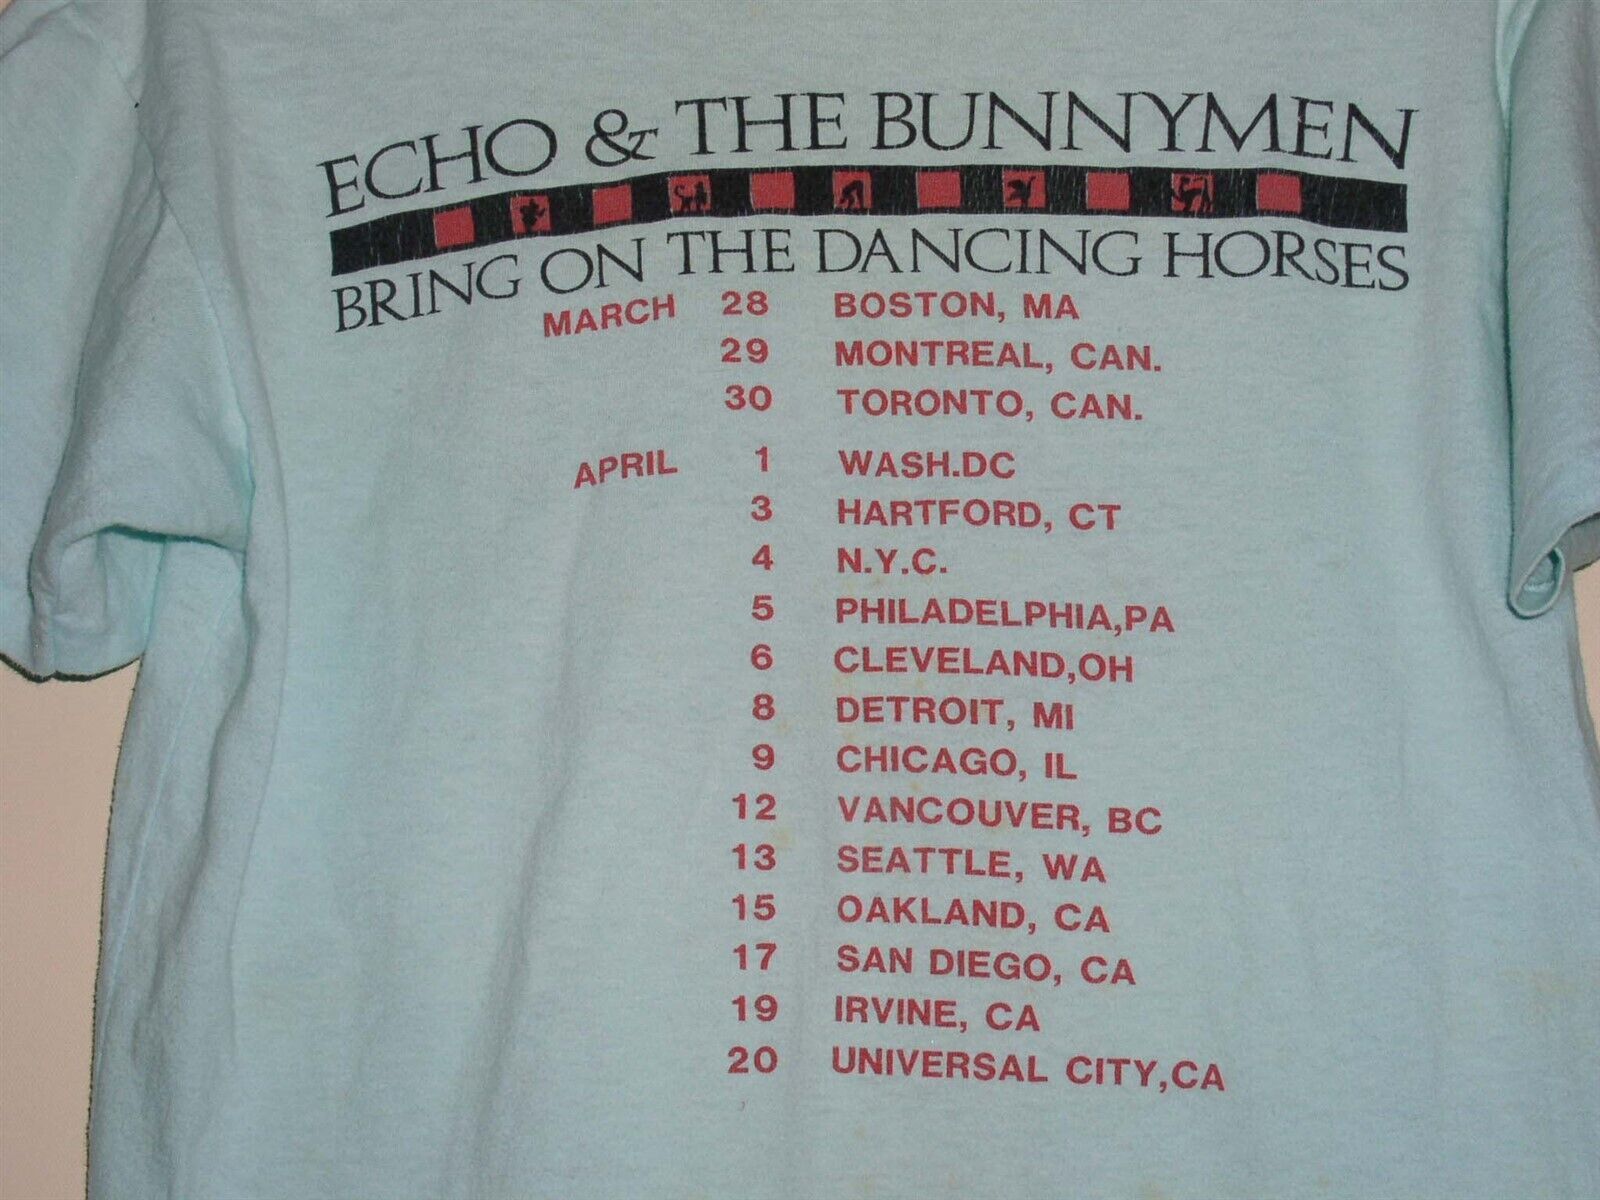 ECHO & THE BUNNYMEN
BRING ON THE DANCING HORSES
MARCH 28 BOSTON, MA
29 MONTREAL, CAN.
30 TORONTO, CAN.
APRIL 1 WASH.DC
3 HARTFORD, CT
4 N.Y.C.
5 PHILADELPHIA,PA
6 CLEVELAND,OH
8 DETROIT, MI
9 CHICAGO, IL
12 VANCOUVER, BC
13 SEATTLE, WA
15 OAKLAND, CA
17 SAN DIEGO, CA
19 IRVINE, CA
20 UNIVERSAL CITY,CA